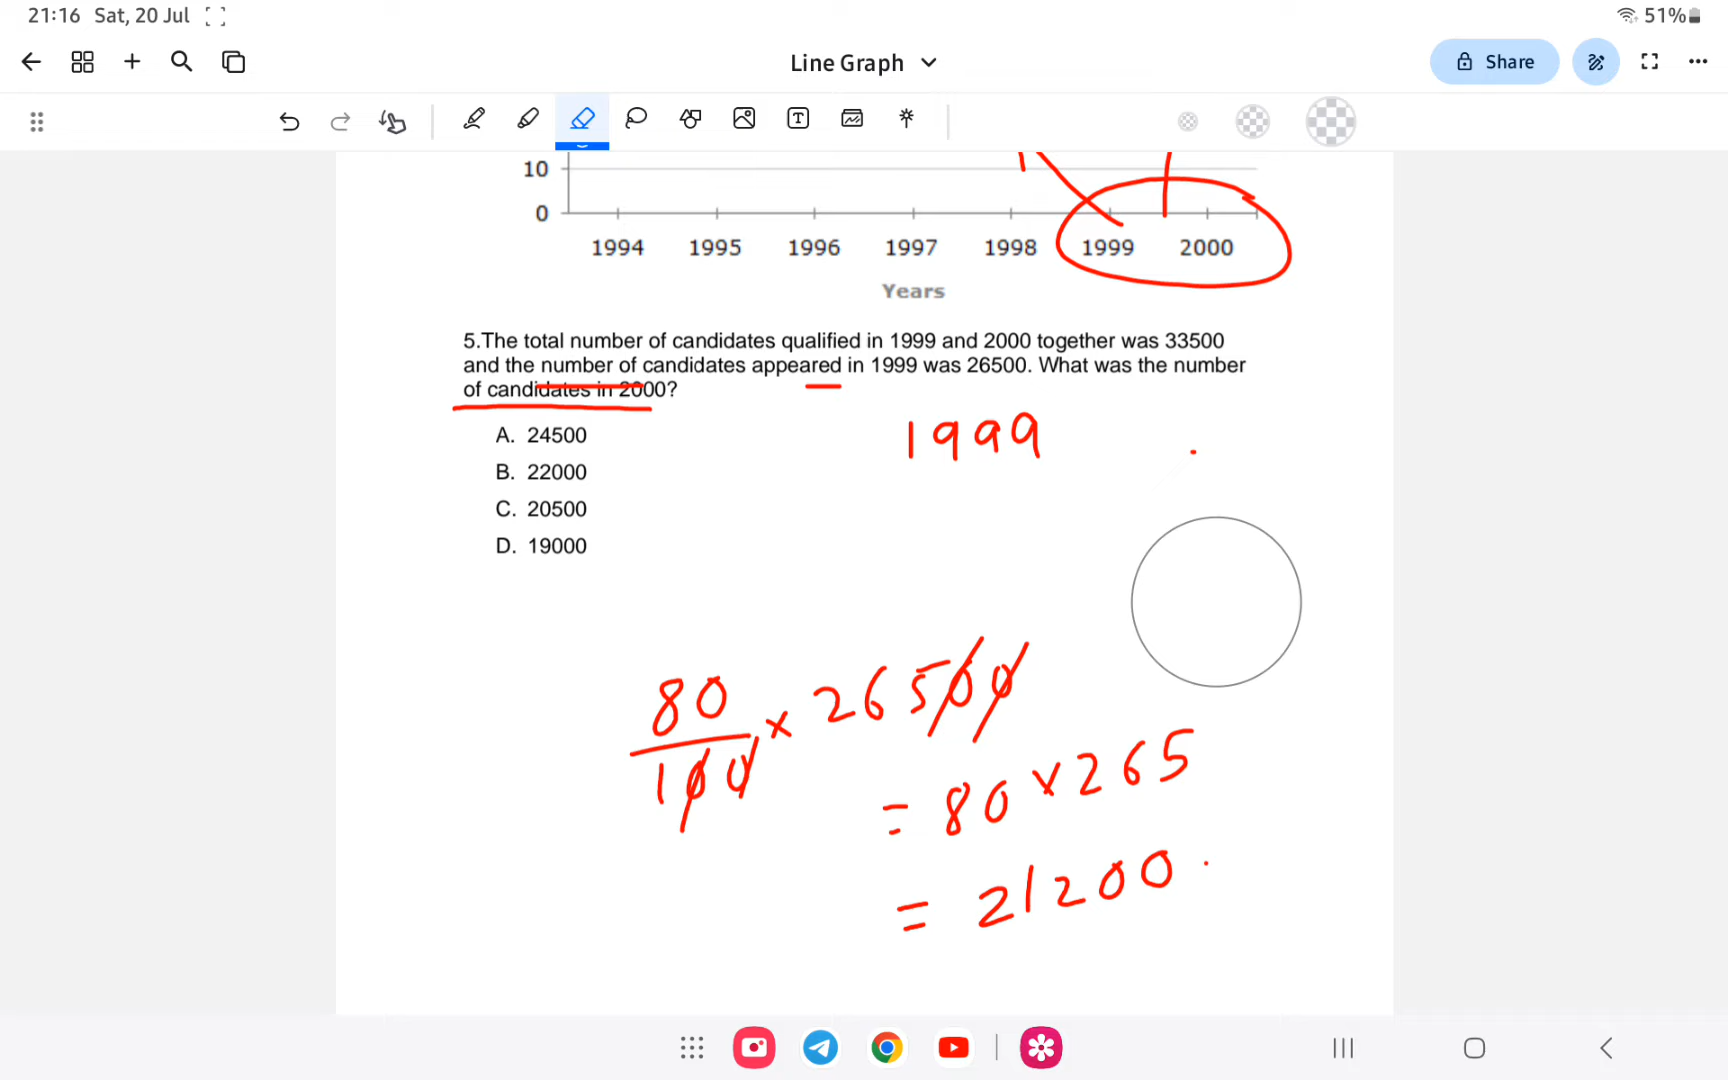 21:16 Sat, 20 Jul
51%
Line Graph
Share
10
0
1994 1995 1996 1997 1998 1999 2000
Years
5.The total number of candidates qualified in 1999 and 2000 together was 33500
and the number of candidates appeared in 1999 was 26500. What was the number
of candidates in 2000?
1999
A. 24500
B. 22000
C. 20500
D. 19000
80/100 × 26500
= 80 × 265
= 21200